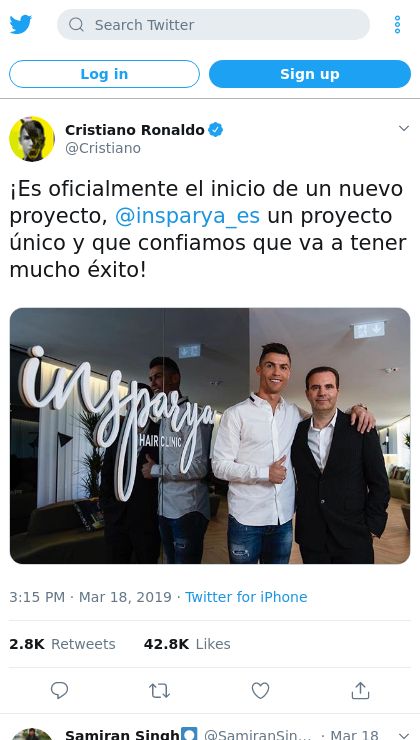 Search Twitter
Log in
Sign up
Cristiano Ronaldo
@Cristiano
¡Es oficialmente el inicio de un nuevo
proyecto, @insparya_es un proyecto
único y que confiamos que va a tener
mucho éxito!
insparya
HAIR CLINIC
3:15 PM · Mar 18, 2019 · Twitter for iPhone
2.8K Retweets 42.8K Likes
Samiran Singh @SamiranSin... · Mar 18